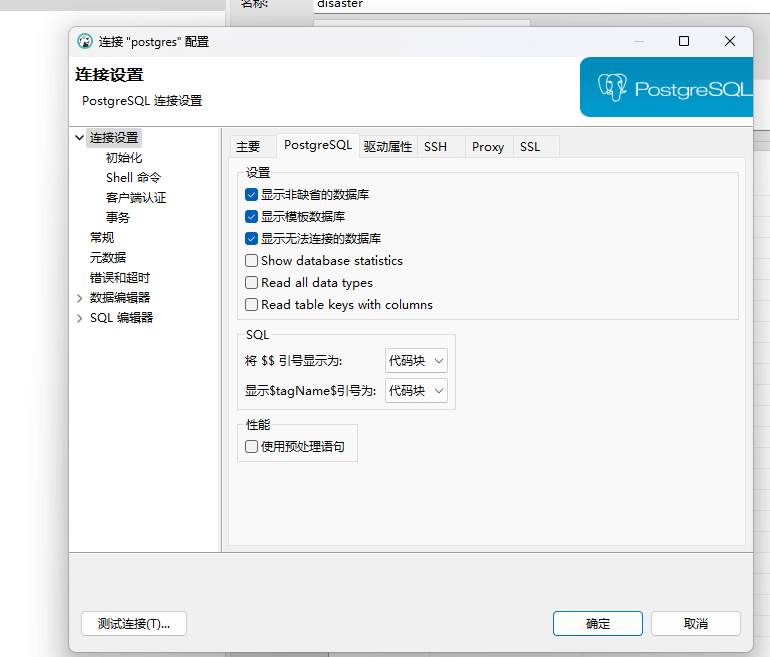 名称:
disaster
连接 "postgres" 配置
连接设置
PostgreSQL 连接设置
PostgreSQL
连接设置
初始化
Shell 命令
客户端认证
事务
常规
元数据
错误和超时
数据编辑器
SQL 编辑器
主要
PostgreSQL
驱动属性
SSH
Proxy
SSL
设置
显示非缺省的数据库
显示模板数据库
显示无法连接的数据库
Show database statistics
Read all data types
Read table keys with columns
SQL
将 $$ 引号显示为:
代码块
显示$tagName$引号为:
代码块
性能
使用预处理语句
测试连接(T)...
确定
取消